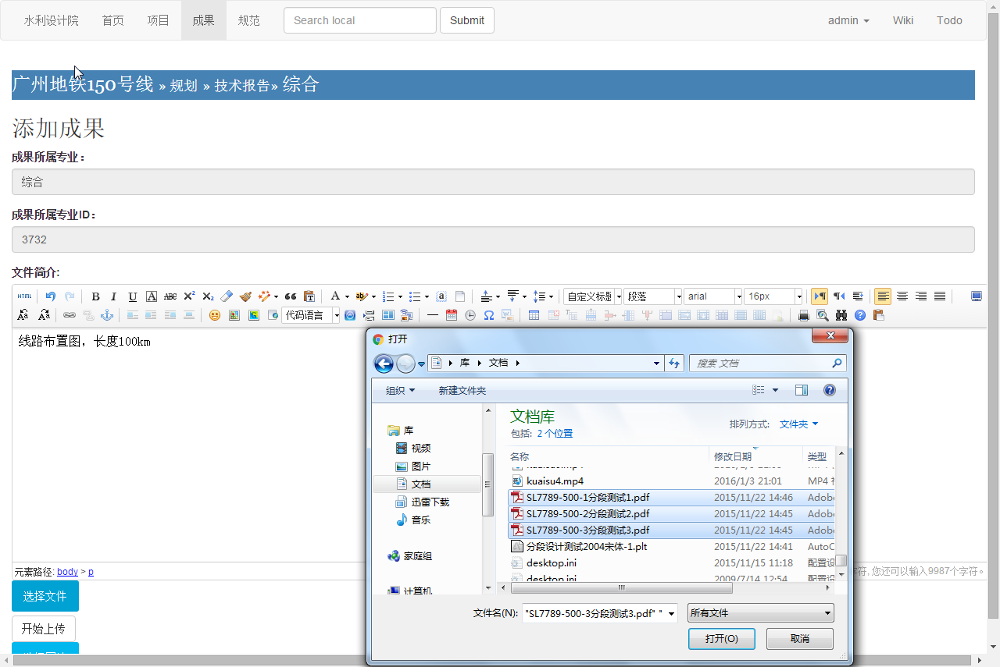 水利设计院 首页 项目 成果 规范 Search local Submit admin Wiki Todo
广州地铁150号线 » 规划 » 技术报告» 综合
添加成果
成果所属专业：
综合
成果所属专业ID：
3732
文件简介:
HTML B I U A ABC X² X₂ A ab 自定义标题 段落 arial 16px
代码语言
线路布置图，长度100km
元素路径: body > p
字符, 您还可以输入9987个字符。
选择文件
开始上传
打开
库 文档 搜索 文档
组织 新建文件夹
库
视频
图片
文档
迅雷下载
音乐
家庭组
计算机
文档库
包括: 2 个位置
排列方式: 文件夹
名称 修改日期 类型
kuaisu4.mp4 2016/1/3 21:01 MP4
SL7789-500-1分段测试1.pdf 2015/11/22 14:46 Adob
SL7789-500-2分段测试2.pdf 2015/11/22 14:45 Adob
SL7789-500-3分段测试3.pdf 2015/11/22 14:45 Adob
分段设计测试2004宋体-1.plt 2015/11/22 14:41 AutoC
desktop.ini 2015/11/15 11:18 配置设
desktop.ini 2009/7/14 12:54 配置设
文件名(N): "SL7789-500-3分段测试3.pdf" " 所有文件
打开(O) 取消